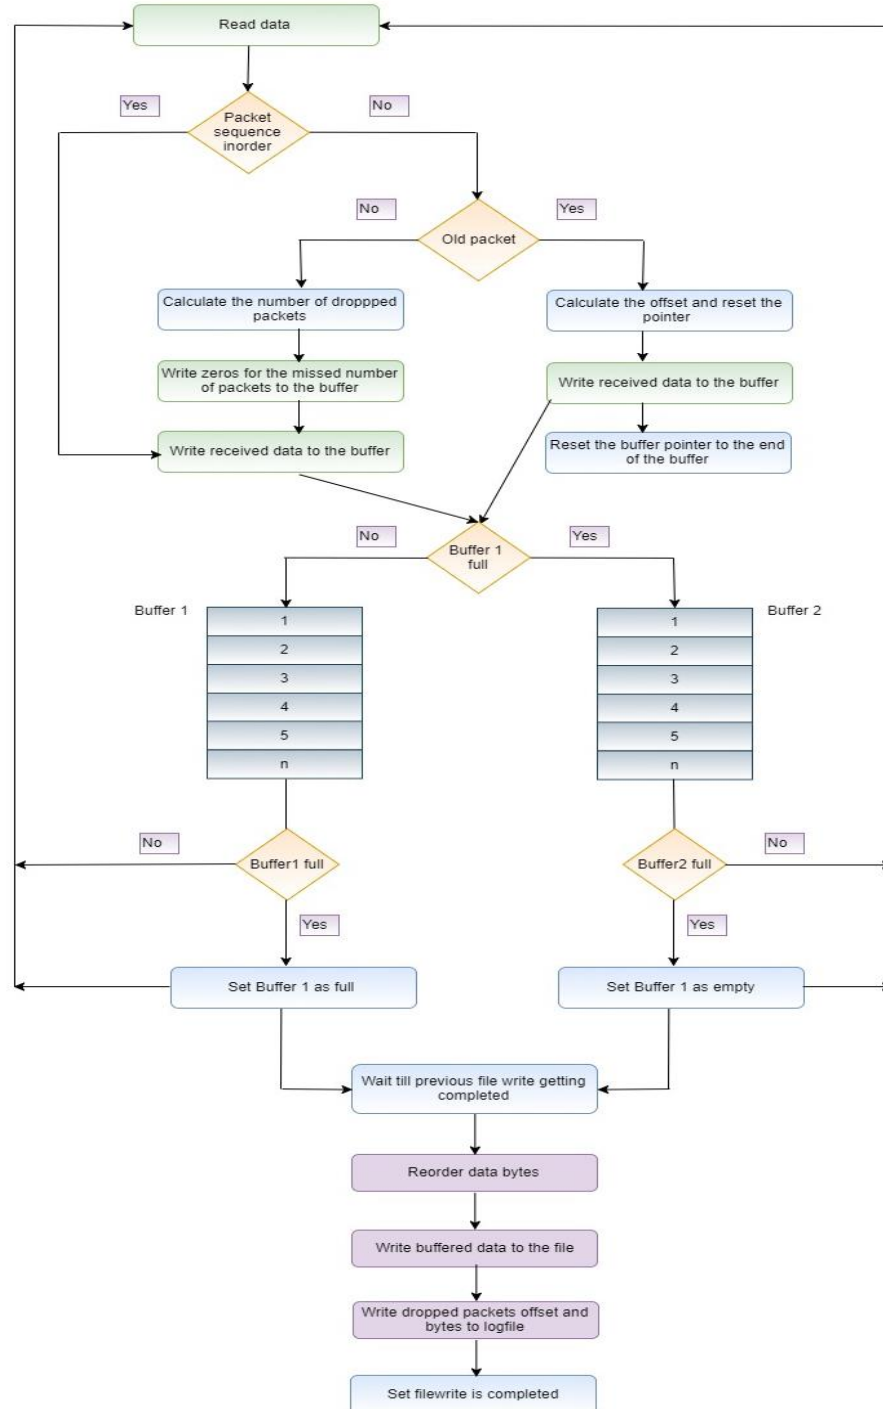 Read data
Yes
No
Packet
sequence
inorder
No
Yes
Old packet
Calculate the number of droppped
packets
Calculate the offset and reset the
pointer
Write zeros for the missed number
of packets to the buffer
Write received data to the buffer
Write received data to the buffer
Reset the buffer pointer to the end
of the buffer
No
Yes
Buffer 1
full
Buffer 1
Buffer 2
1
2
3
4
5
n
1
2
3
4
5
n
No
Buffer1 full
Buffer2 full
No
Yes
Yes
Set Buffer 1 as full
Set Buffer 1 as empty
Wait till previous file write getting
completed
Reorder data bytes
Write buffered data to the file
Write dropped packets offset and
bytes to logfile
Set filewrite is completed